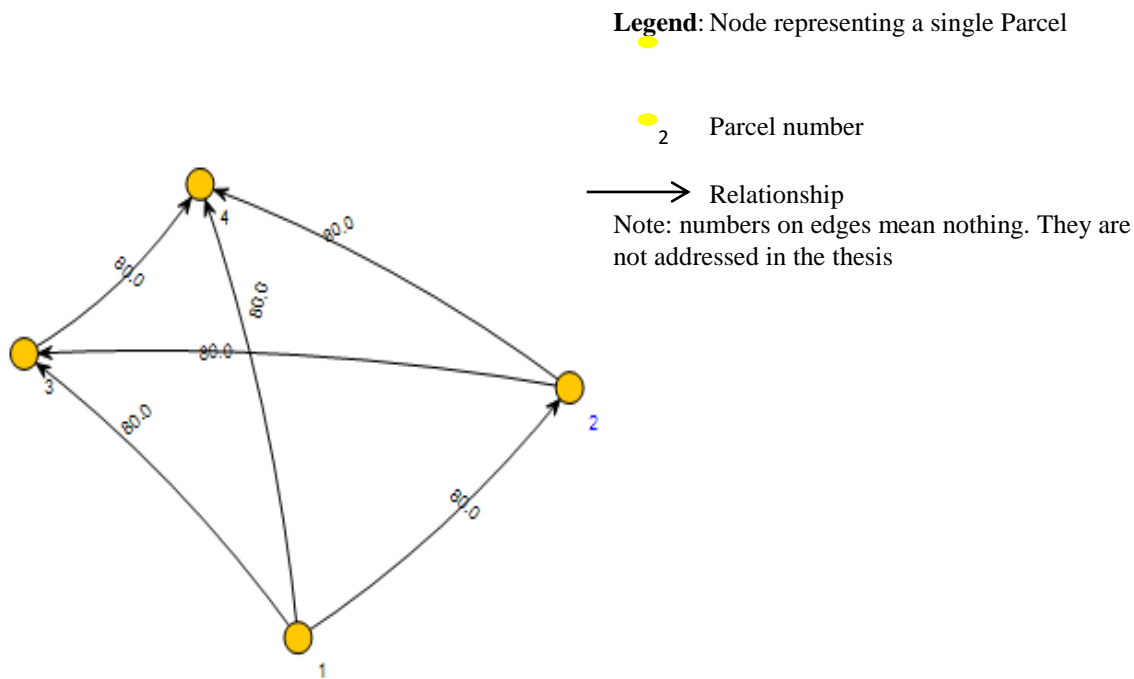 Legend: Node representing a single Parcel
2 Parcel number
Relationship
Note: numbers on edges mean nothing. They are
not addressed in the thesis
4
80.0
80.0
80.0
80.0
3
2
80.0
80.0
1